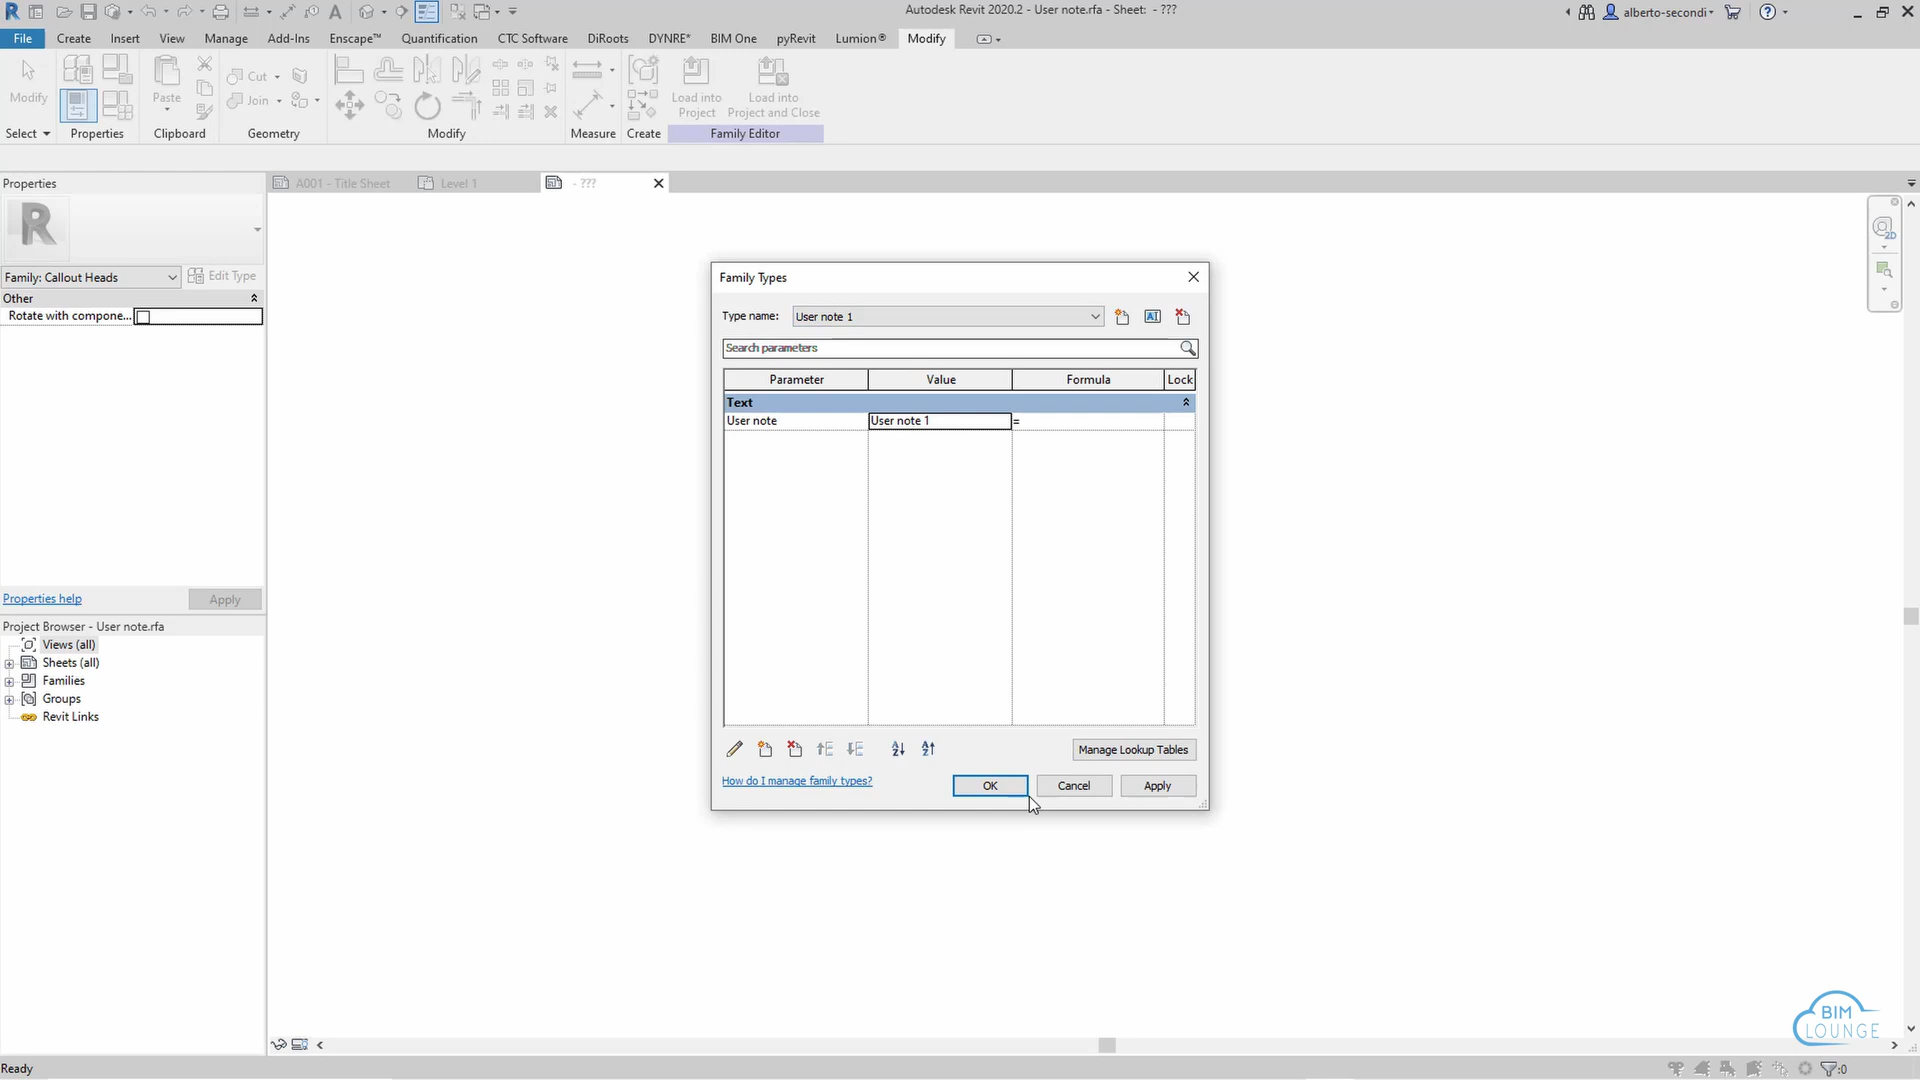 Autodesk Revit 2020.2 - User note.rfa - Sheet: - ???
alberto-secondi
File Create Insert View Manage Add-Ins Enscape™ Quantification CTC Software DiRoots DYNRE* BIM One pyRevit Lumion® Modify
Modify
Paste
Cut
Join
Load into
Project
Load into
Project and Close
Select Properties Clipboard Geometry Modify Measure Create Family Editor
Properties
A001 - Title Sheet
Level 1
- ???
R
Family: Callout Heads
Edit Type
Other
Rotate with compone...
Properties help
Apply
Project Browser - User note.rfa
Views (all)
Sheets (all)
Families
Groups
Revit Links
Family Types
Type name:
User note 1
Search parameters
Parameter Value Formula Lock
Text
User note User note 1 =
Manage Lookup Tables
How do I manage family types?
OK
Cancel
Apply
2D
BIM
LOUNGE
Ready
:0